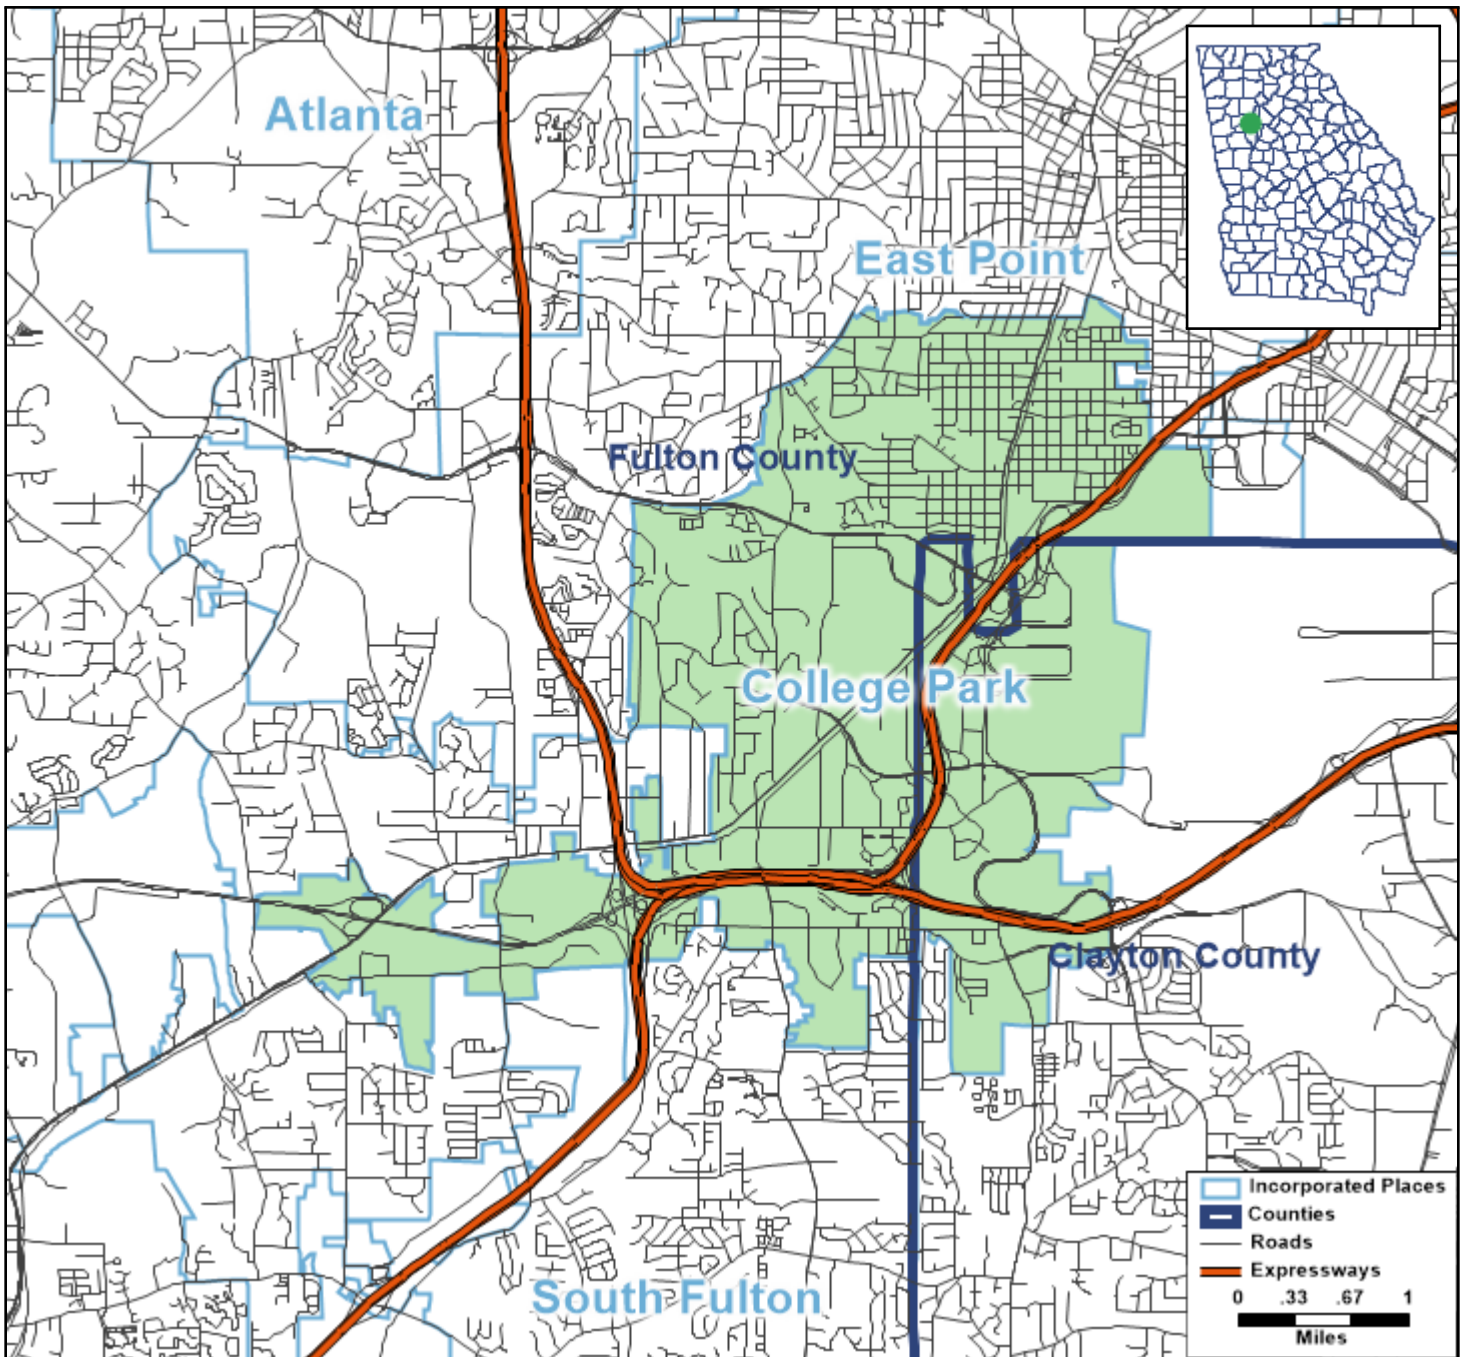 Atlanta
East Point
Fulton County
College Park
Clayton County
South Fulton
Incorporated Places
Counties
Roads
Expressways
0 .33 .67 1
Miles